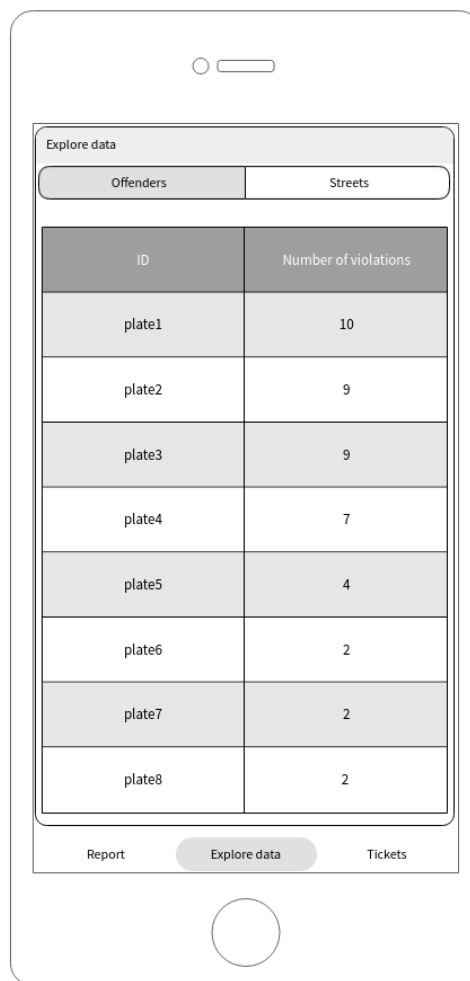 Explore data
Offenders Streets
ID Number of violations
plate1 10
plate2 9
plate3 9
plate4 7
plate5 4
plate6 2
plate7 2
plate8 2
Report Explore data Tickets